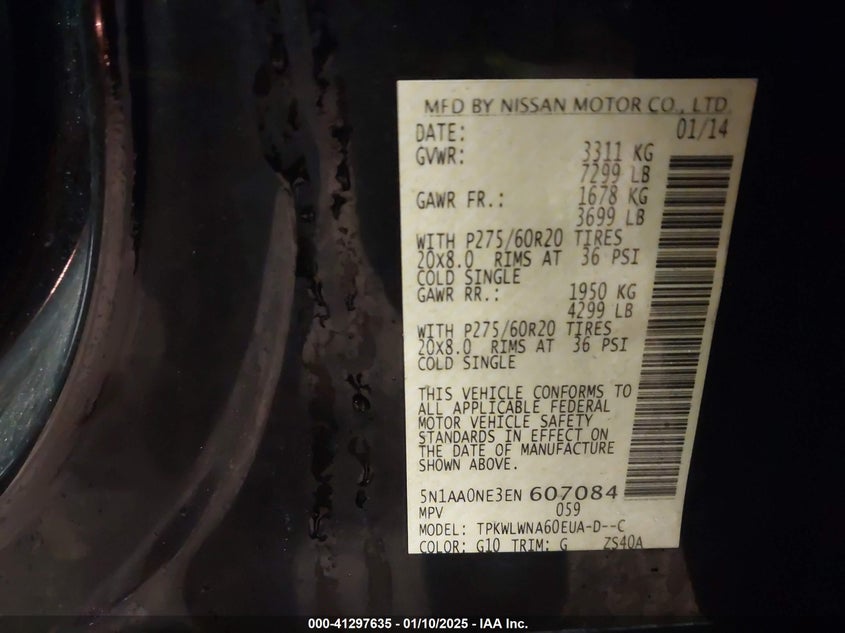 MFD BY NISSAN MOTOR CO., LTD.
DATE: 01/14
GVWR: 3311 KG
7299 LB
GAWR FR.: 1678 KG
3699 LB
WITH P275/60R20 TIRES
20X8.0 RIMS AT 36 PSI
COLD SINGLE
GAWR RR.: 1950 KG
4299 LB
WITH P275/60R20 TIRES
20X8.0 RIMS AT 36 PSI
COLD SINGLE
THIS VEHICLE CONFORMS TO
ALL APPLICABLE FEDERAL
MOTOR VEHICLE SAFETY
STANDARDS IN EFFECT ON
THE DATE OF MANUFACTURE
SHOWN ABOVE.
5N1AA0NE3EN 607084
MPV 059
MODEL: TPKWLWNA60EUA-D--C
COLOR: G10 TRIM: G ZS40A
000-41297635 - 01/10/2025 - IAA Inc.